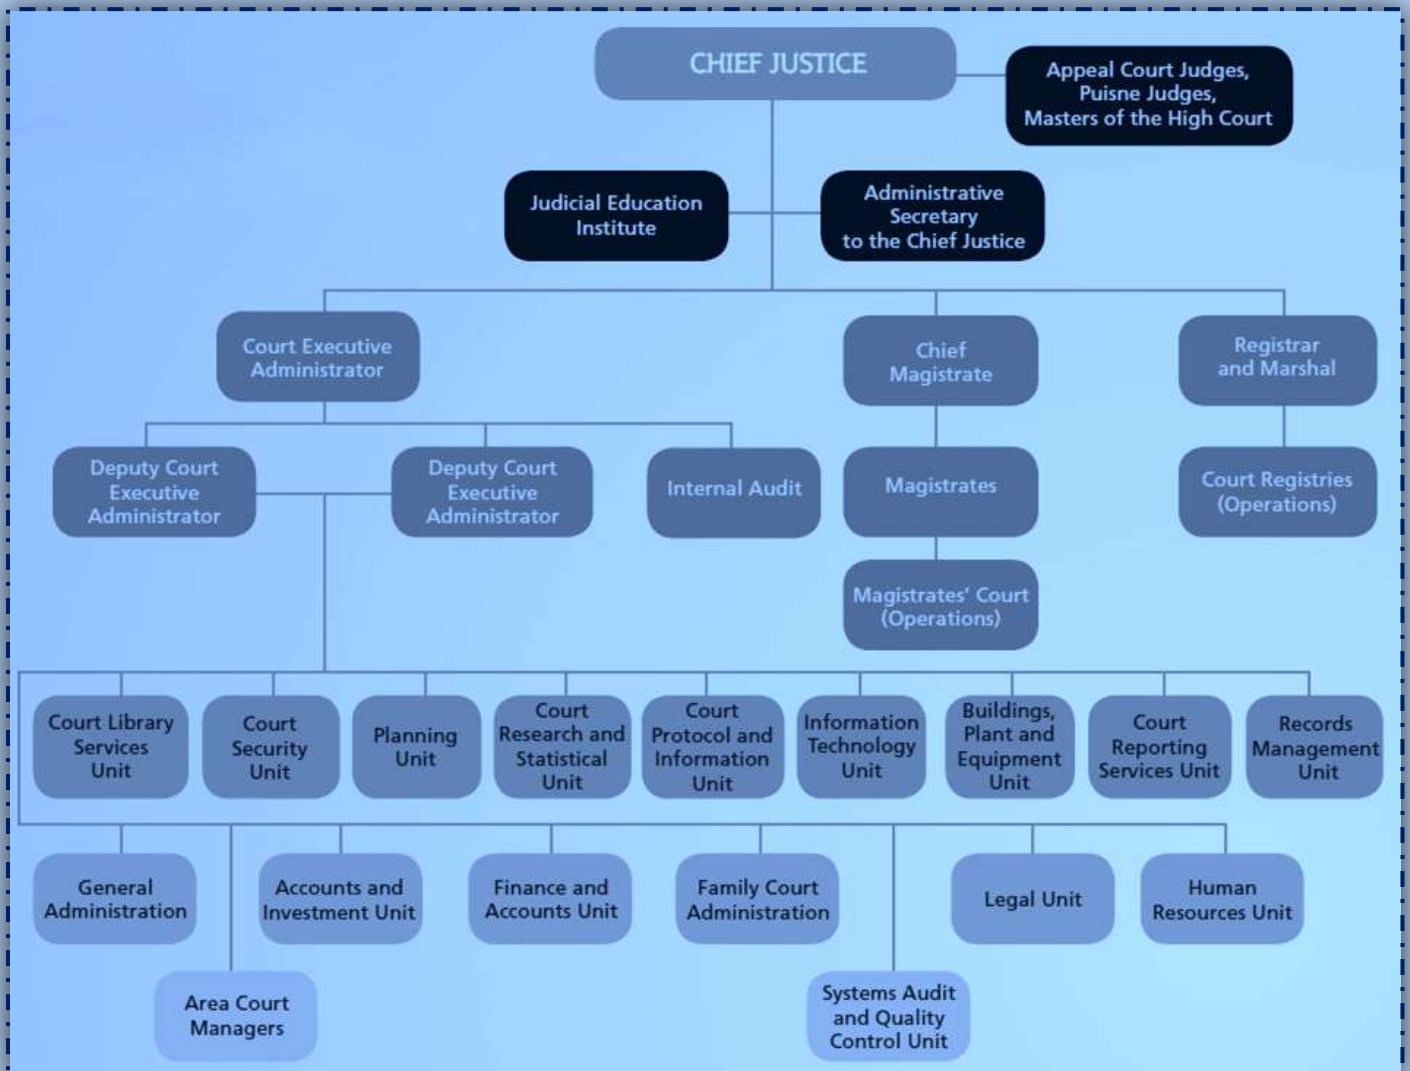 CHIEF JUSTICE
Appeal Court Judges,
Puisne Judges,
Masters of the High Court
Judicial Education
Institute
Administrative
Secretary
to the Chief Justice
Court Executive
Administrator
Chief
Magistrate
Registrar
and Marshal
Deputy Court
Executive
Administrator
Deputy Court
Executive
Administrator
Internal Audit
Magistrates
Court Registries
(Operations)
Magistrates’ Court
(Operations)
Court Library
Services
Unit
Court
Security
Unit
Planning
Unit
Court
Research and
Statistical
Unit
Court
Protocol and
Information
Unit
Information
Technology
Unit
Buildings,
Plant and
Equipment
Unit
Court
Reporting
Services Unit
Records
Management
Unit
General
Administration
Accounts and
Investment Unit
Finance and
Accounts Unit
Family Court
Administration
Legal Unit
Human
Resources Unit
Area Court
Managers
Systems Audit
and Quality
Control Unit